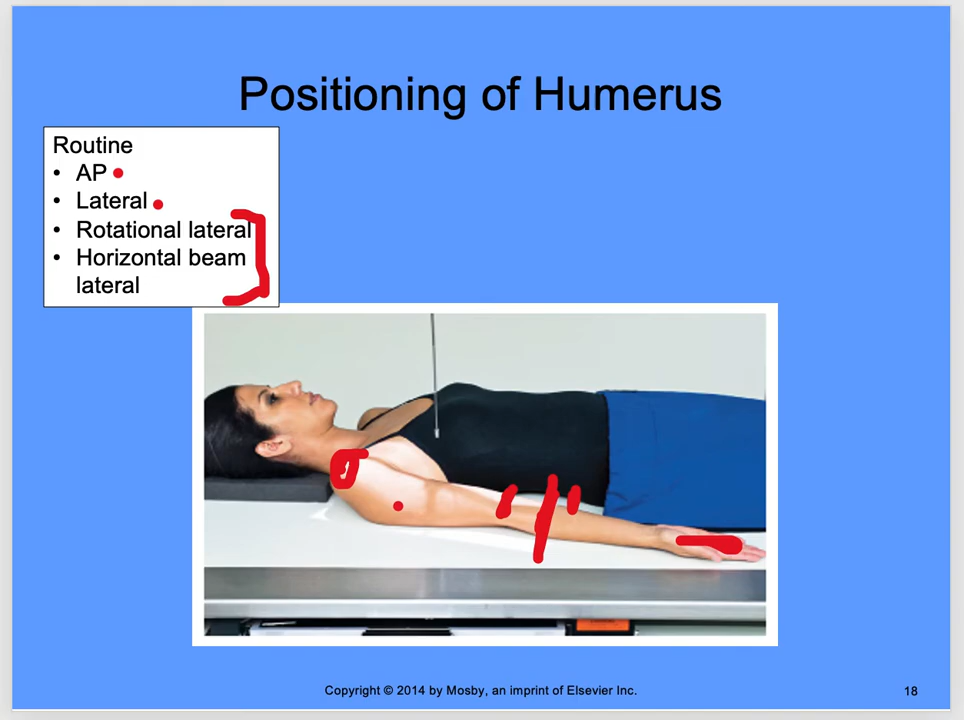 Positioning of Humerus
Routine
• AP
• Lateral
• Rotational lateral
• Horizontal beam
lateral
Copyright © 2014 by Mosby, an imprint of Elsevier Inc.
18